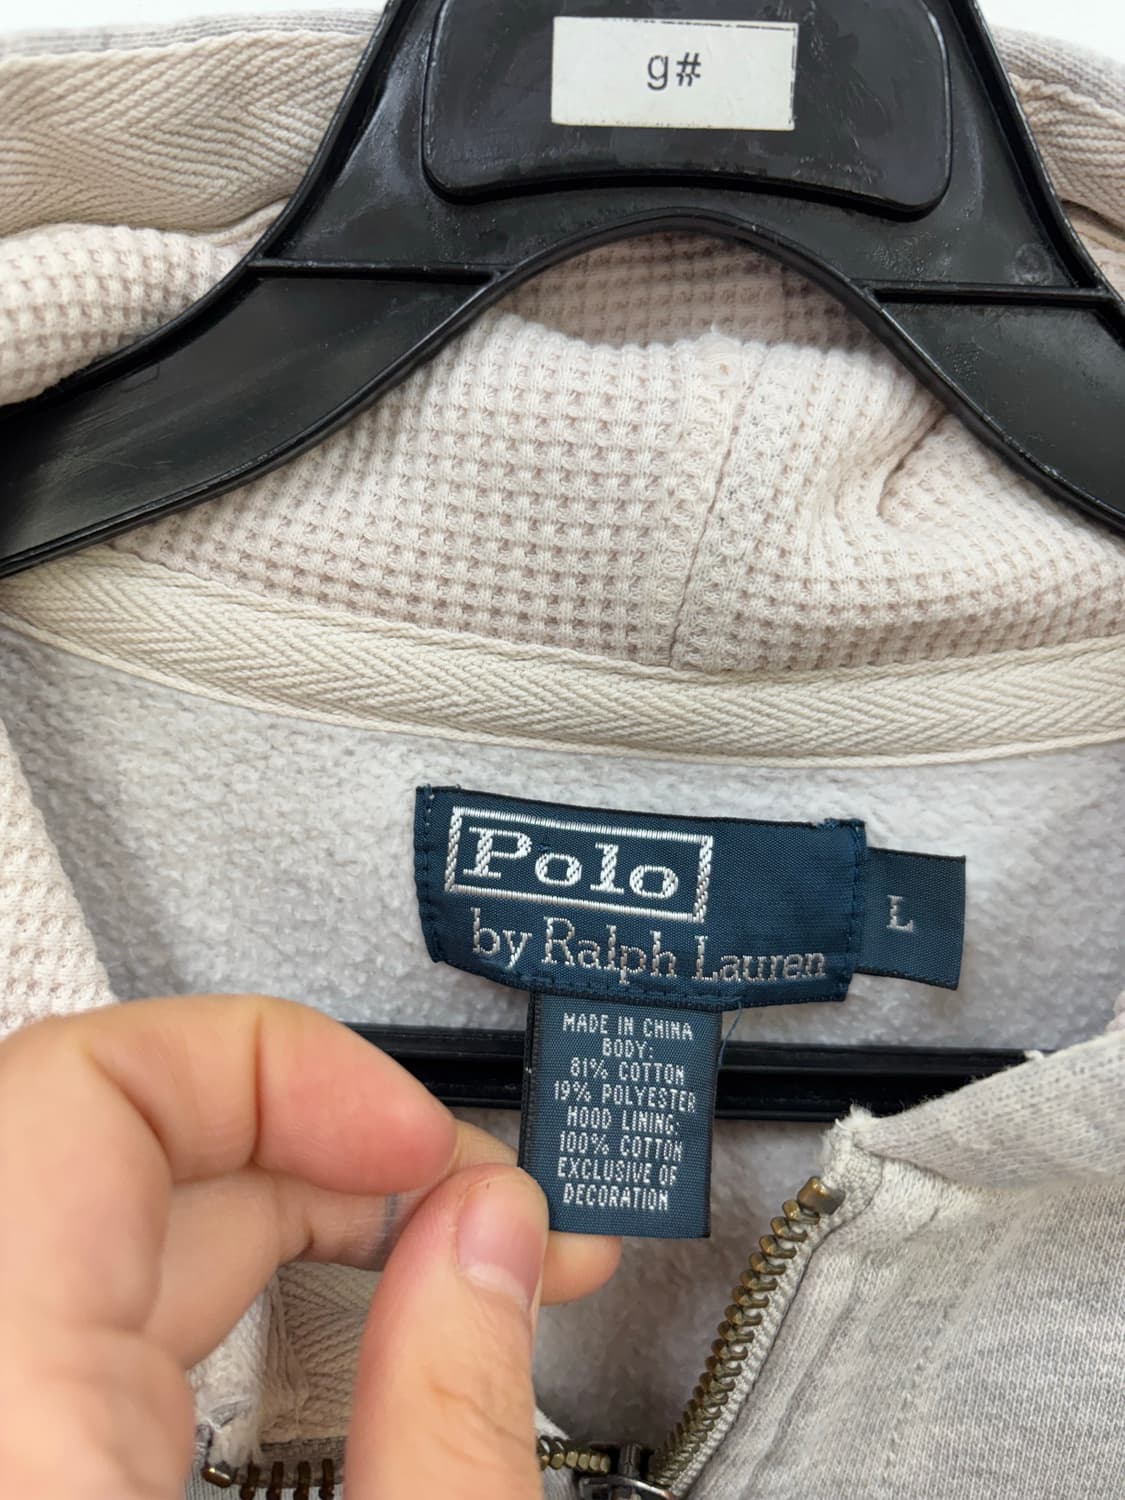 g#
Polo
by Ralph Lauren
L
MADE IN CHINA
BODY:
81% COTTON
19% POLYESTER
HOOD LINING:
100% COTTON
EXCLUSIVE OF
DECORATION